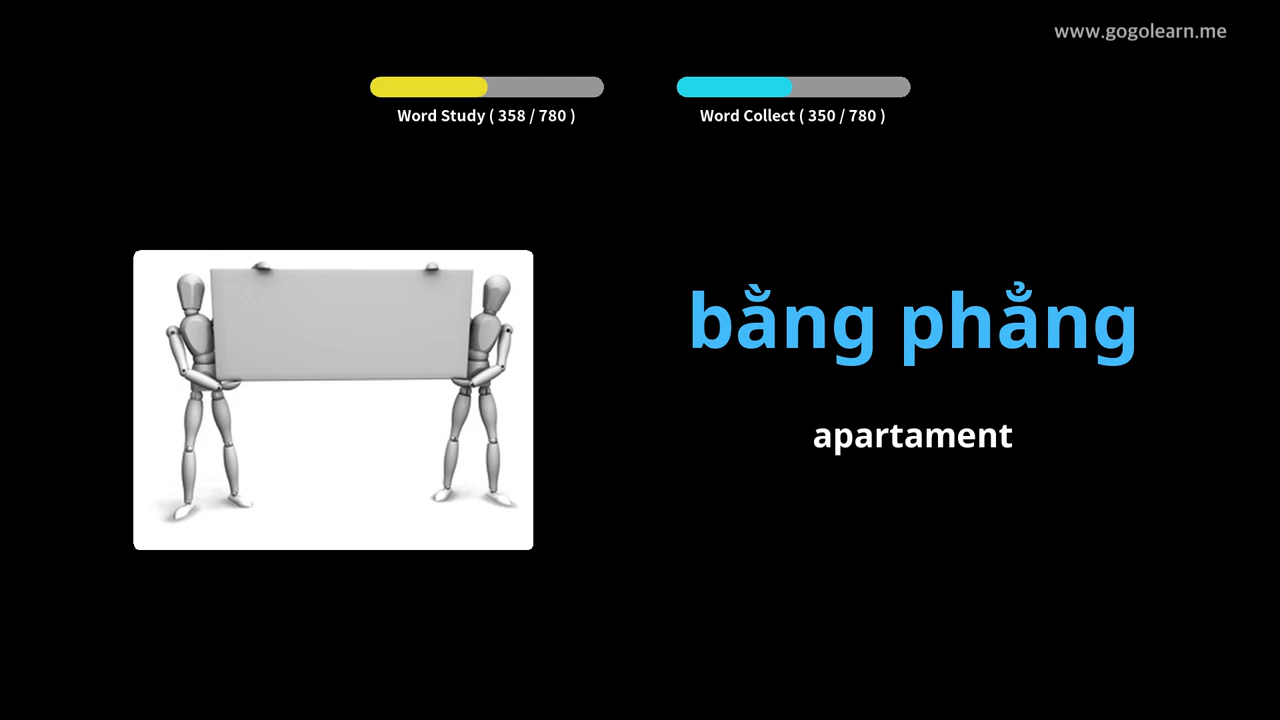 www.gogolearn.me
Word Study ( 358 / 780 )
Word Collect ( 350 / 780 )
bằng phẳng
apartament